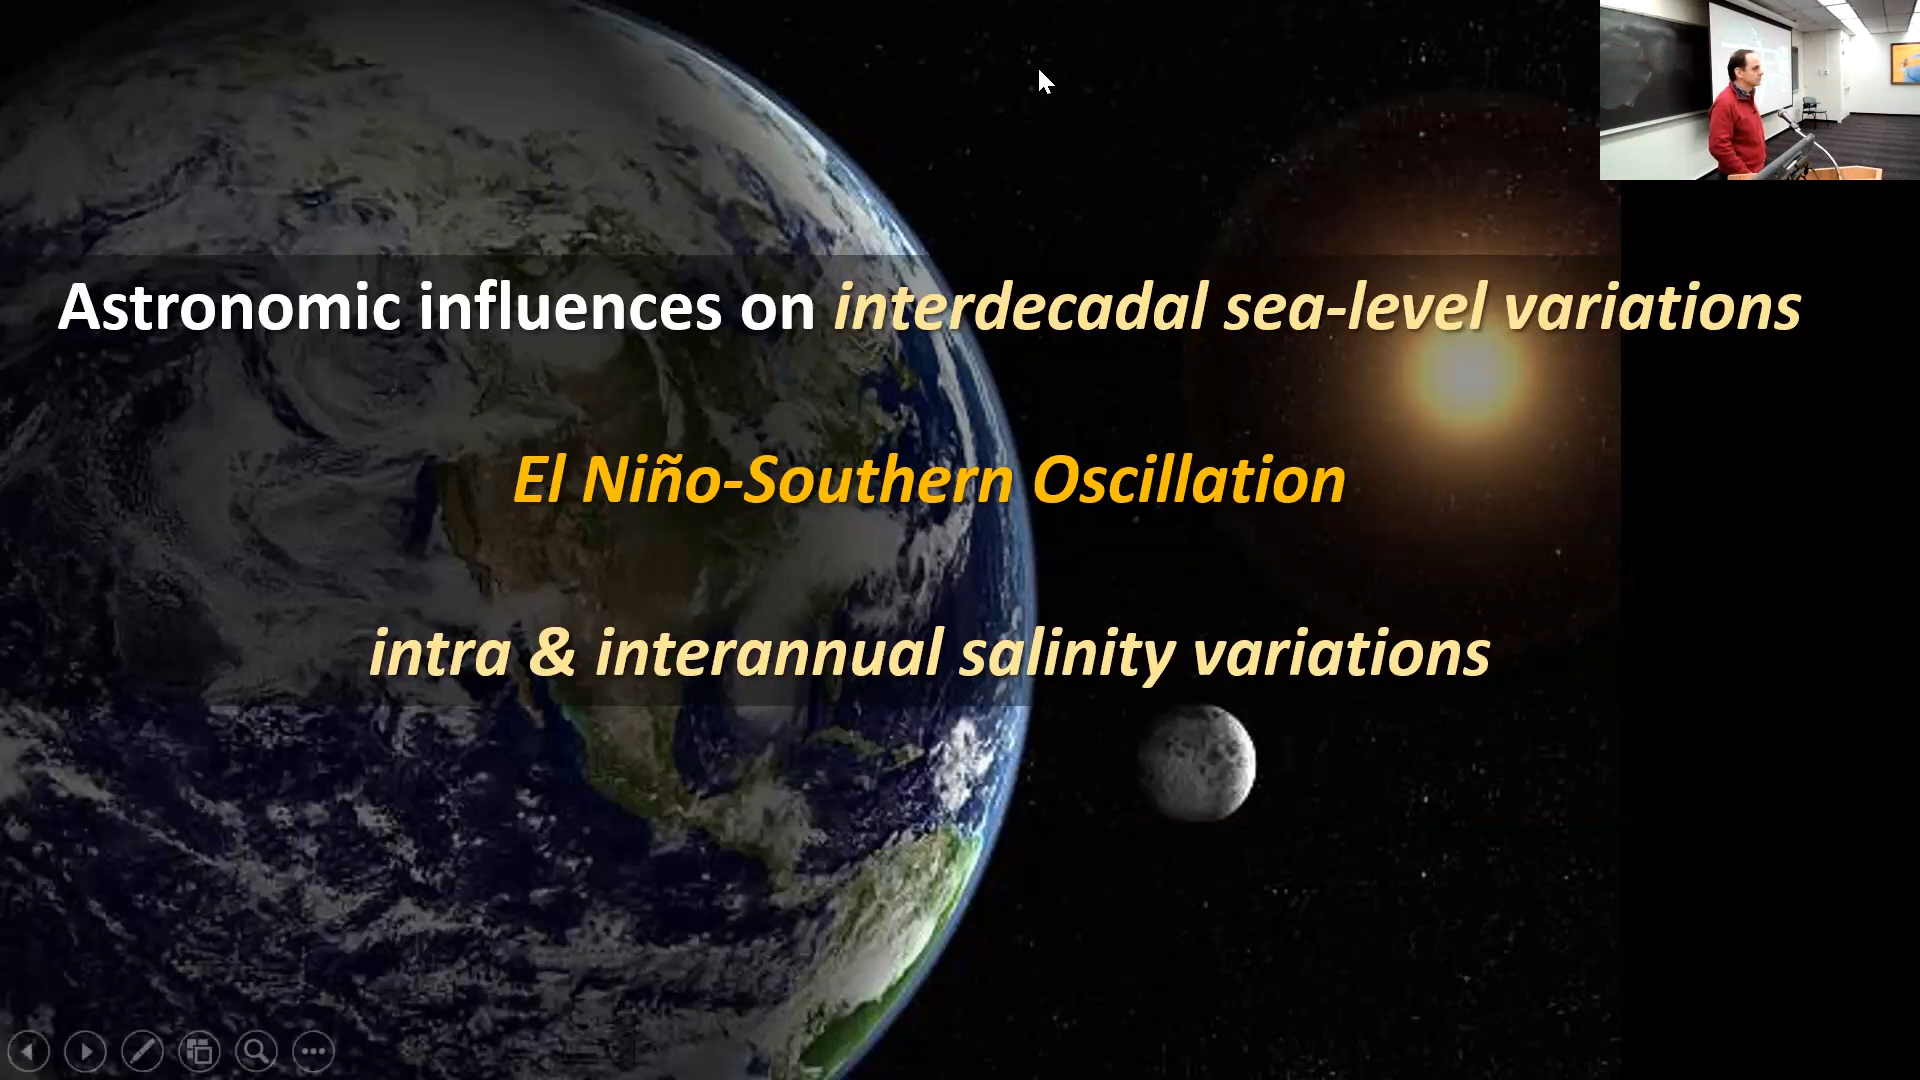 Astronomic influences on interdecadal sea-level variations
El Niño-Southern Oscillation
intra & interannual salinity variations